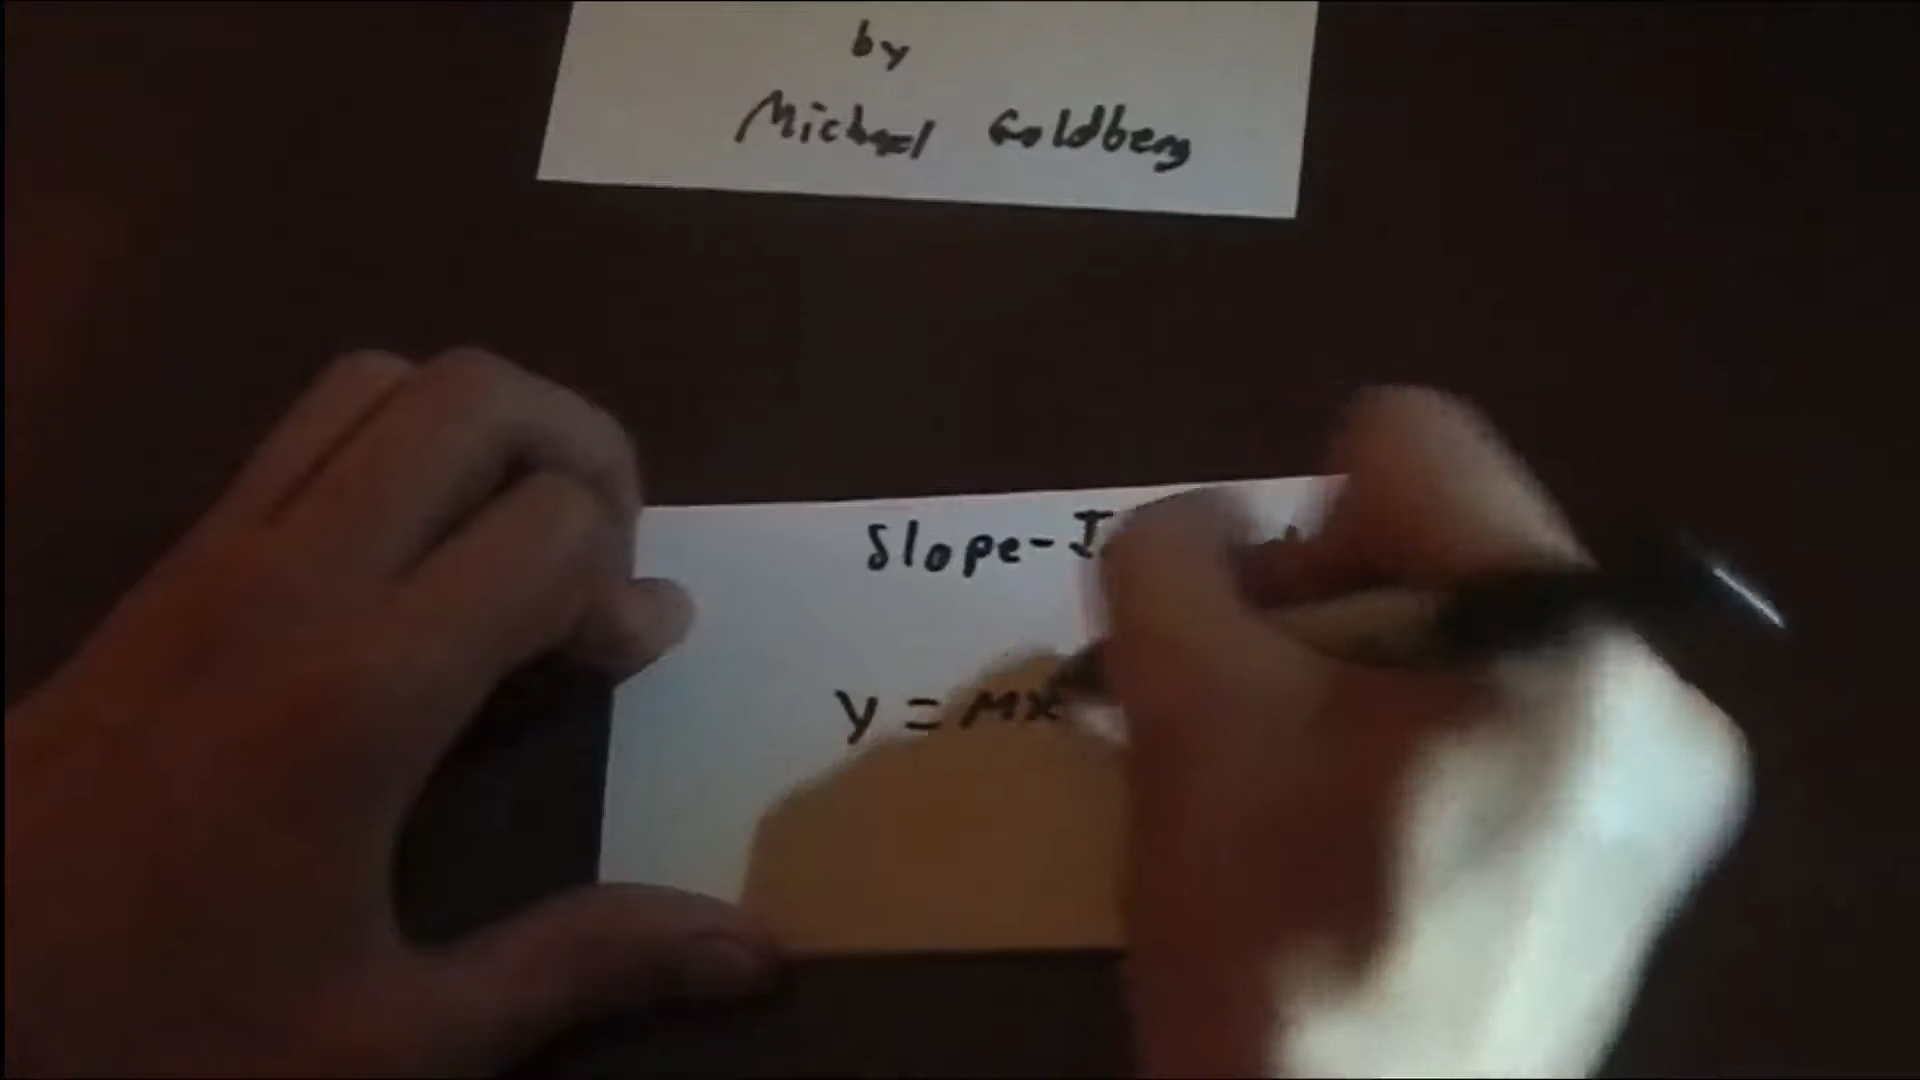 by
Michael Goldberg
Slope-
y = mx